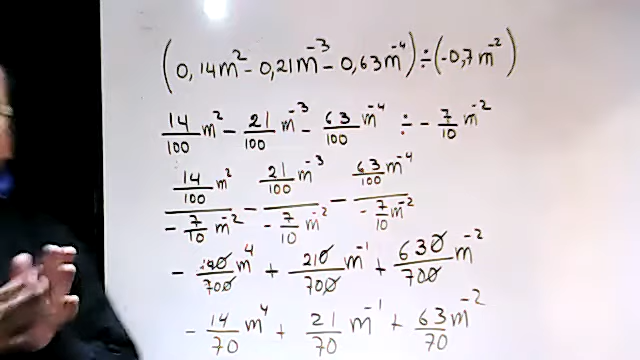 (0,14m² - 0,21m⁻³ - 0,63m⁻⁴) ÷ (-0,7m⁻²)
14/100 m² - 21/100 m⁻³ - 63/100 m⁻⁴ ÷ - 7/10 m⁻²
(14/100 m²)/(- 7/10 m⁻²) - (21/100 m⁻³)/(- 7/10 m⁻²) - (63/100 m⁻⁴)/(- 7/10 m⁻²)
- 140/700 m⁴ + 210/700 m⁻¹ + 630/700 m⁻²
- 14/70 m⁴ + 21/70 m⁻¹ + 63/70 m⁻²